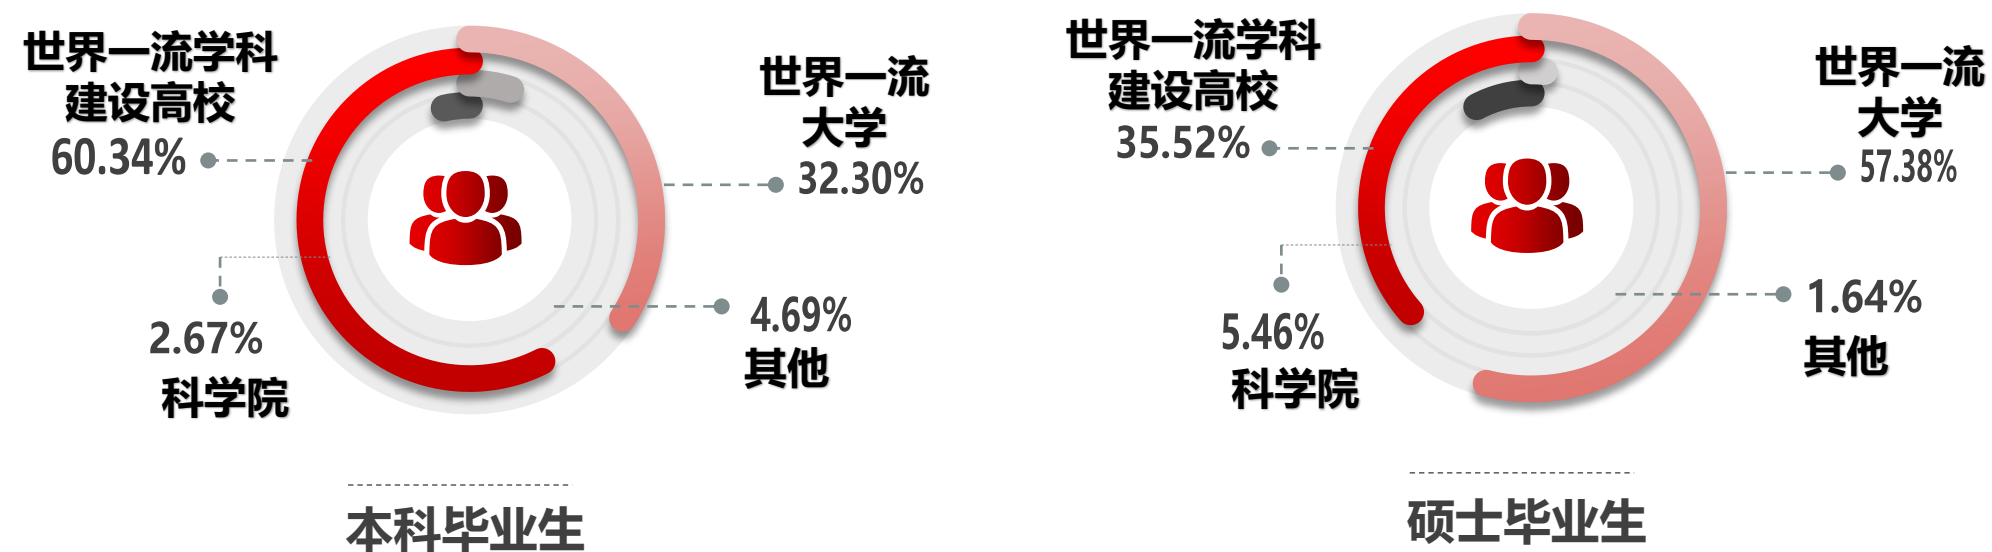 世界一流学科
建设高校
60.34%
世界一流
大学
32.30%
2.67%
科学院
4.69%
其他
本科毕业生
世界一流学科
建设高校
35.52%
世界一流
大学
57.38%
5.46%
科学院
1.64%
其他
硕士毕业生